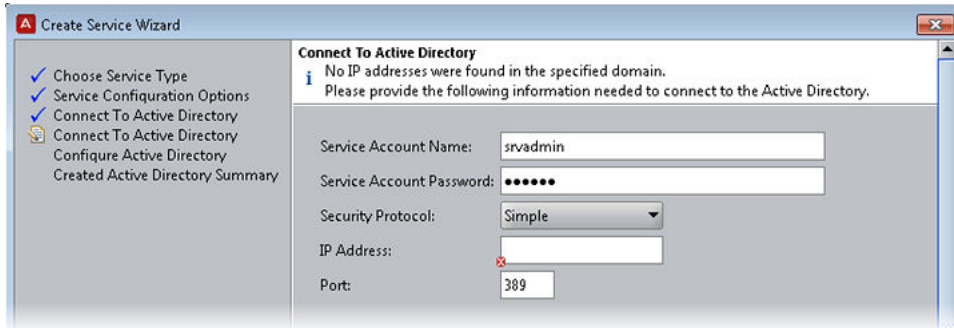 Create Service Wizard
Choose Service Type
Service Configuration Options
Connect To Active Directory
Connect To Active Directory
Configure Active Directory
Created Active Directory Summary
Connect To Active Directory
No IP addresses were found in the specified domain.
Please provide the following information needed to connect to the Active Directory.
Service Account Name: srvadmin
Service Account Password: ••••••
Security Protocol: Simple
IP Address:
Port: 389